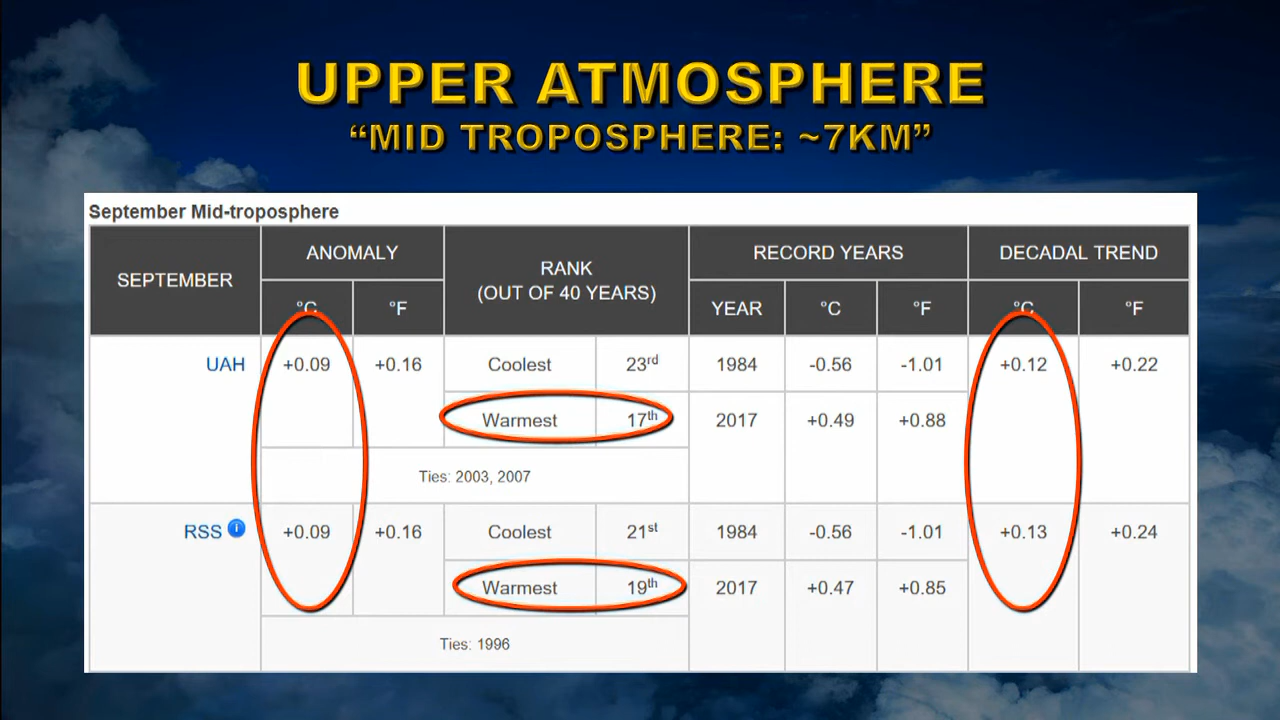 UPPER ATMOSPHERE
“MID TROPOSPHERE: ~7KM”
September Mid-troposphere
SEPTEMBER ANOMALY RANK (OUT OF 40 YEARS) RECORD YEARS DECADAL TREND
°C °F YEAR °C °F °C °F
UAH +0.09 +0.16 Coolest 23rd 1984 -0.56 -1.01 +0.12 +0.22
Warmest 17th 2017 +0.49 +0.88
Ties: 2003, 2007
RSS i +0.09 +0.16 Coolest 21st 1984 -0.56 -1.01 +0.13 +0.24
Warmest 19th 2017 +0.47 +0.85
Ties: 1996